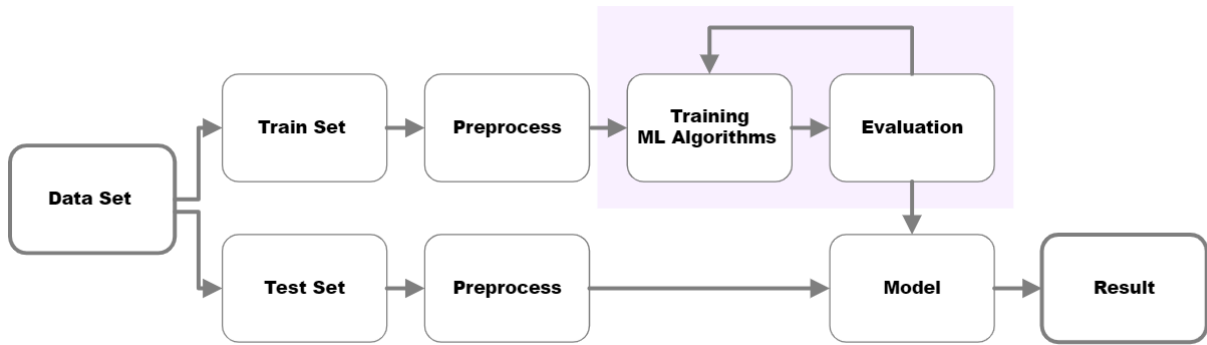 Train Set
Preprocess
Training
ML Algorithms
Evaluation
Data Set
Test Set
Preprocess
Model
Result